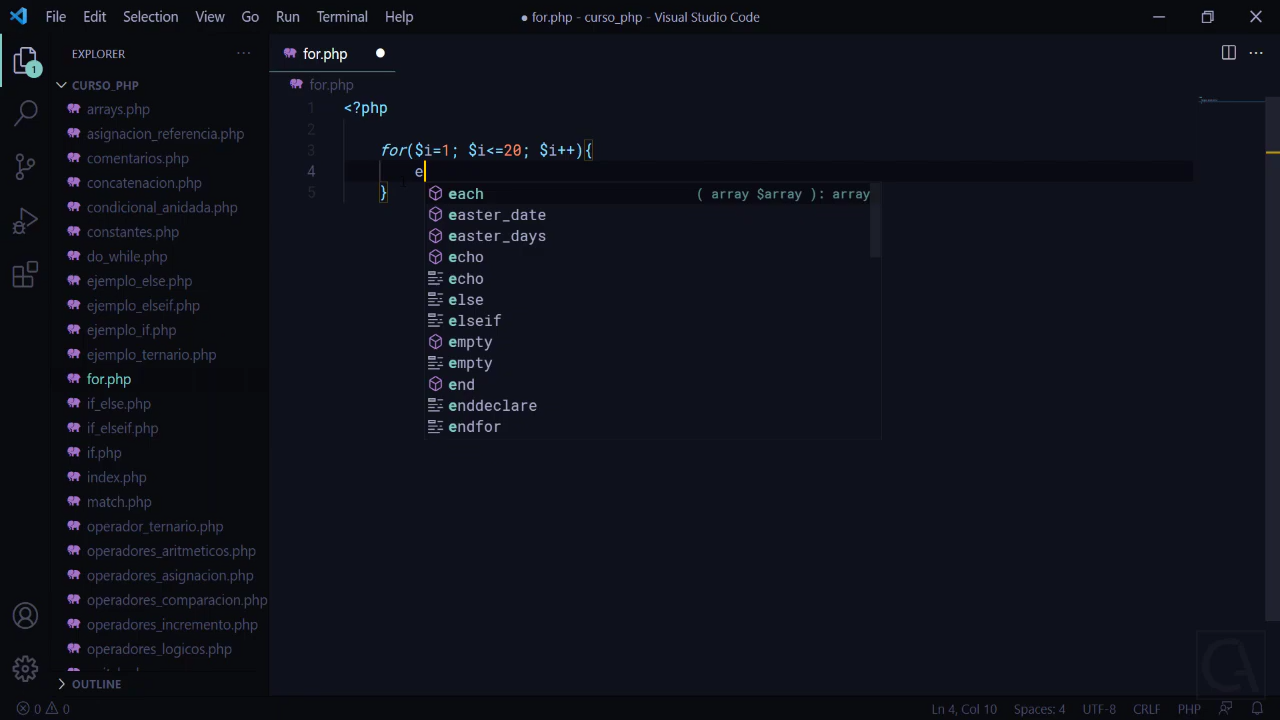 File Edit Selection View Go Run Terminal Help
● for.php - curso_php - Visual Studio Code
EXPLORER
1
CURSO_PHP
arrays.php
asignacion_referencia.php
comentarios.php
concatenacion.php
condicional_anidada.php
constantes.php
do_while.php
ejemplo_else.php
ejemplo_elseif.php
ejemplo_if.php
ejemplo_ternario.php
for.php
if_else.php
if_elseif.php
if.php
index.php
match.php
operador_ternario.php
operadores_aritmeticos.php
operadores_asignacion.php
operadores_comparacion.php
operadores_incremento.php
operadores_logicos.php
OUTLINE
for.php
for.php
1 <?php
2
3 for($i=1; $i<=20; $i++){
4 e
5 }
each ( array $array ): array
easter_date
easter_days
echo
echo
else
elseif
empty
empty
end
enddeclare
endfor
0 0
Ln 4, Col 10 Spaces: 4 UTF-8 CRLF PHP